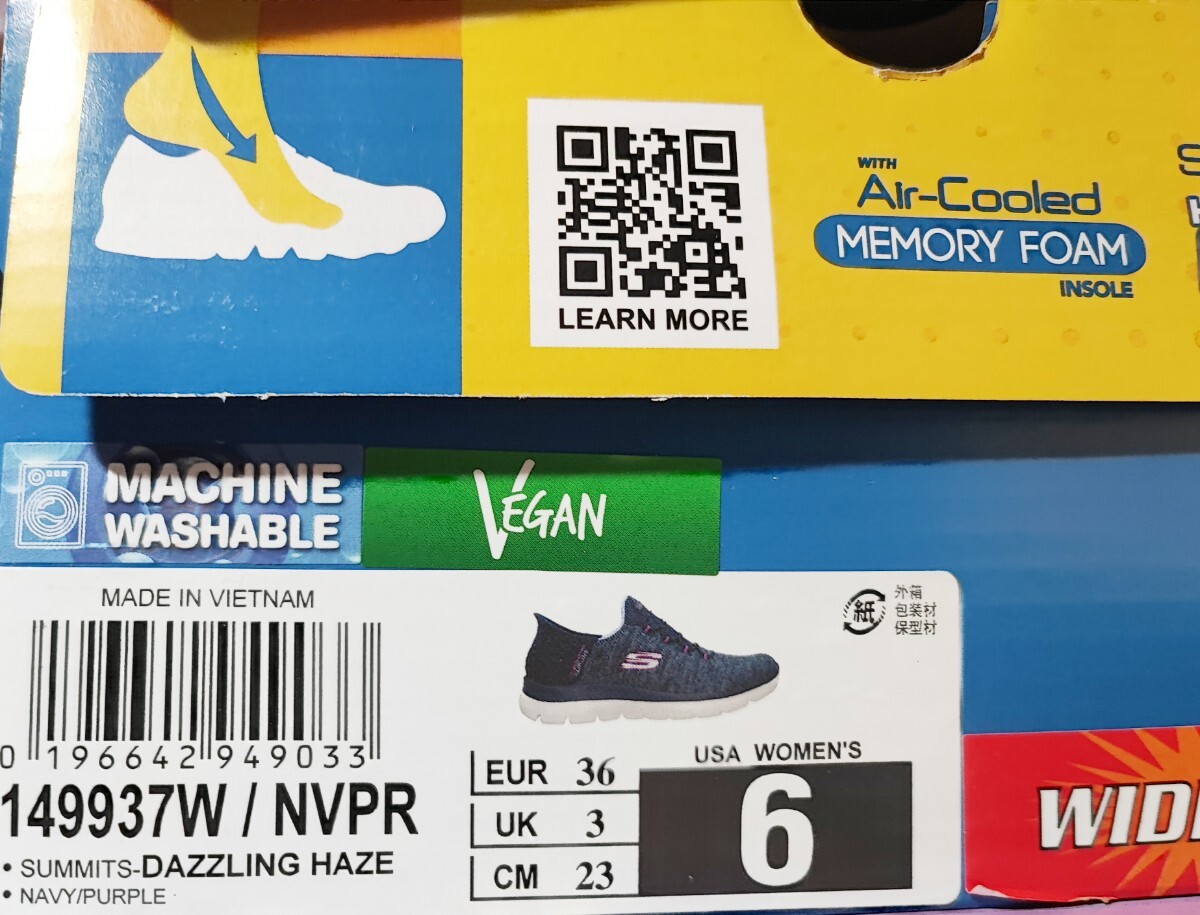 WITH
Air-Cooled
MEMORY FOAM
INSOLE
LEARN MORE
MACHINE
WASHABLE
VEGAN
MADE IN VIETNAM
0 196642 949033
149937W / NVPR
• SUMMITS-DAZZLING HAZE
• NAVY/PURPLE
紙
外箱
包装材
保型材
EUR 36
UK 3
CM 23
USA WOMEN'S
6